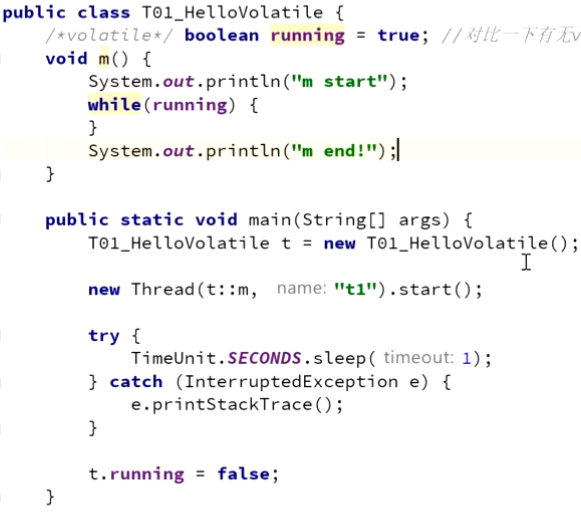 public class T01_HelloVolatile {
/*volatile*/ boolean running = true; //对比一下有无v
void m() {
System.out.println("m start");
while(running) {
}
System.out.println("m end!");
}
public static void main(String[] args) {
T01_HelloVolatile t = new T01_HelloVolatile();
new Thread(t::m, name: "t1").start();
try {
TimeUnit.SECONDS.sleep( timeout: 1);
} catch (InterruptedException e) {
e.printStackTrace();
}
t.running = false;
}